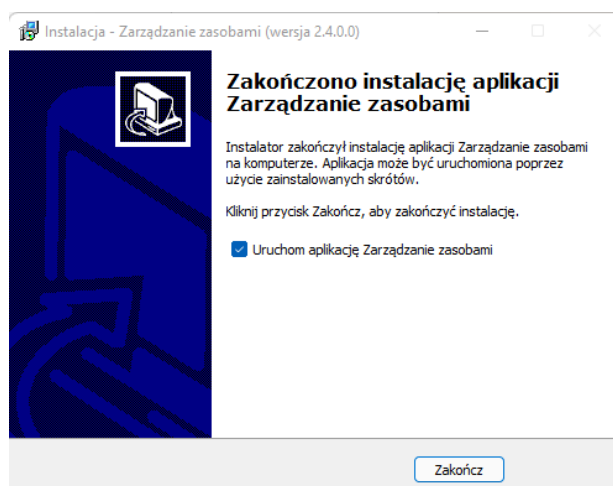 Instalacja - Zarządzanie zasobami (wersja 2.4.0.0)
Zakończono instalację aplikacji
Zarządzanie zasobami
Instalator zakończył instalację aplikacji Zarządzanie zasobami
na komputerze. Aplikacja może być uruchomiona poprzez
użycie zainstalowanych skrótów.
Kliknij przycisk Zakończ, aby zakończyć instalację.
Uruchom aplikację Zarządzanie zasobami
Zakończ